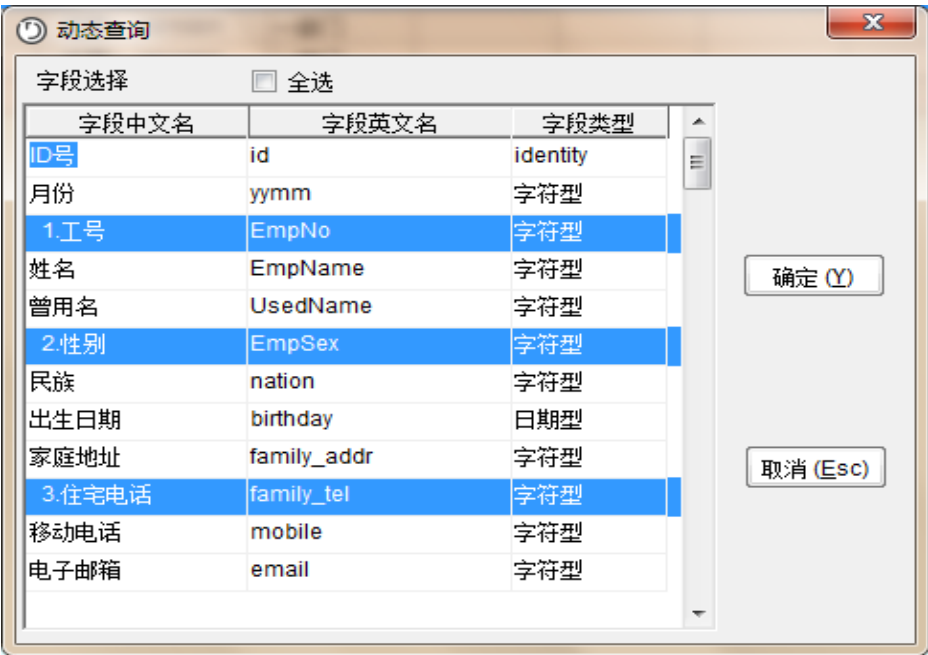 动态查询
字段选择 全选
字段中文名 字段英文名 字段类型
ID号 id identity
月份 yymm 字符型
1.工号 EmpNo 字符型
姓名 EmpName 字符型
曾用名 UsedName 字符型
2.性别 EmpSex 字符型
民族 nation 字符型
出生日期 birthday 日期型
家庭地址 family_addr 字符型
3.住宅电话 family_tel 字符型
移动电话 mobile 字符型
电子邮箱 email 字符型
确定 (Y)
取消 (Esc)